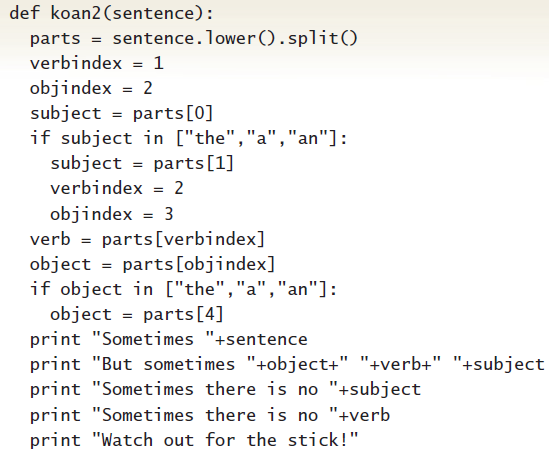 def koan2(sentence):
  parts = sentence.lower().split()
  verbindex = 1
  objindex = 2
  subject = parts[0]
  if subject in ["the","a","an"]:
    subject = parts[1]
    verbindex = 2
    objindex = 3
  verb = parts[verbindex]
  object = parts[objindex]
  if object in ["the","a","an"]:
    object = parts[4]
  print "Sometimes "+sentence
  print "But sometimes "+object+" "+verb+" "+subject
  print "Sometimes there is no "+subject
  print "Sometimes there is no "+verb
  print "Watch out for the stick!"